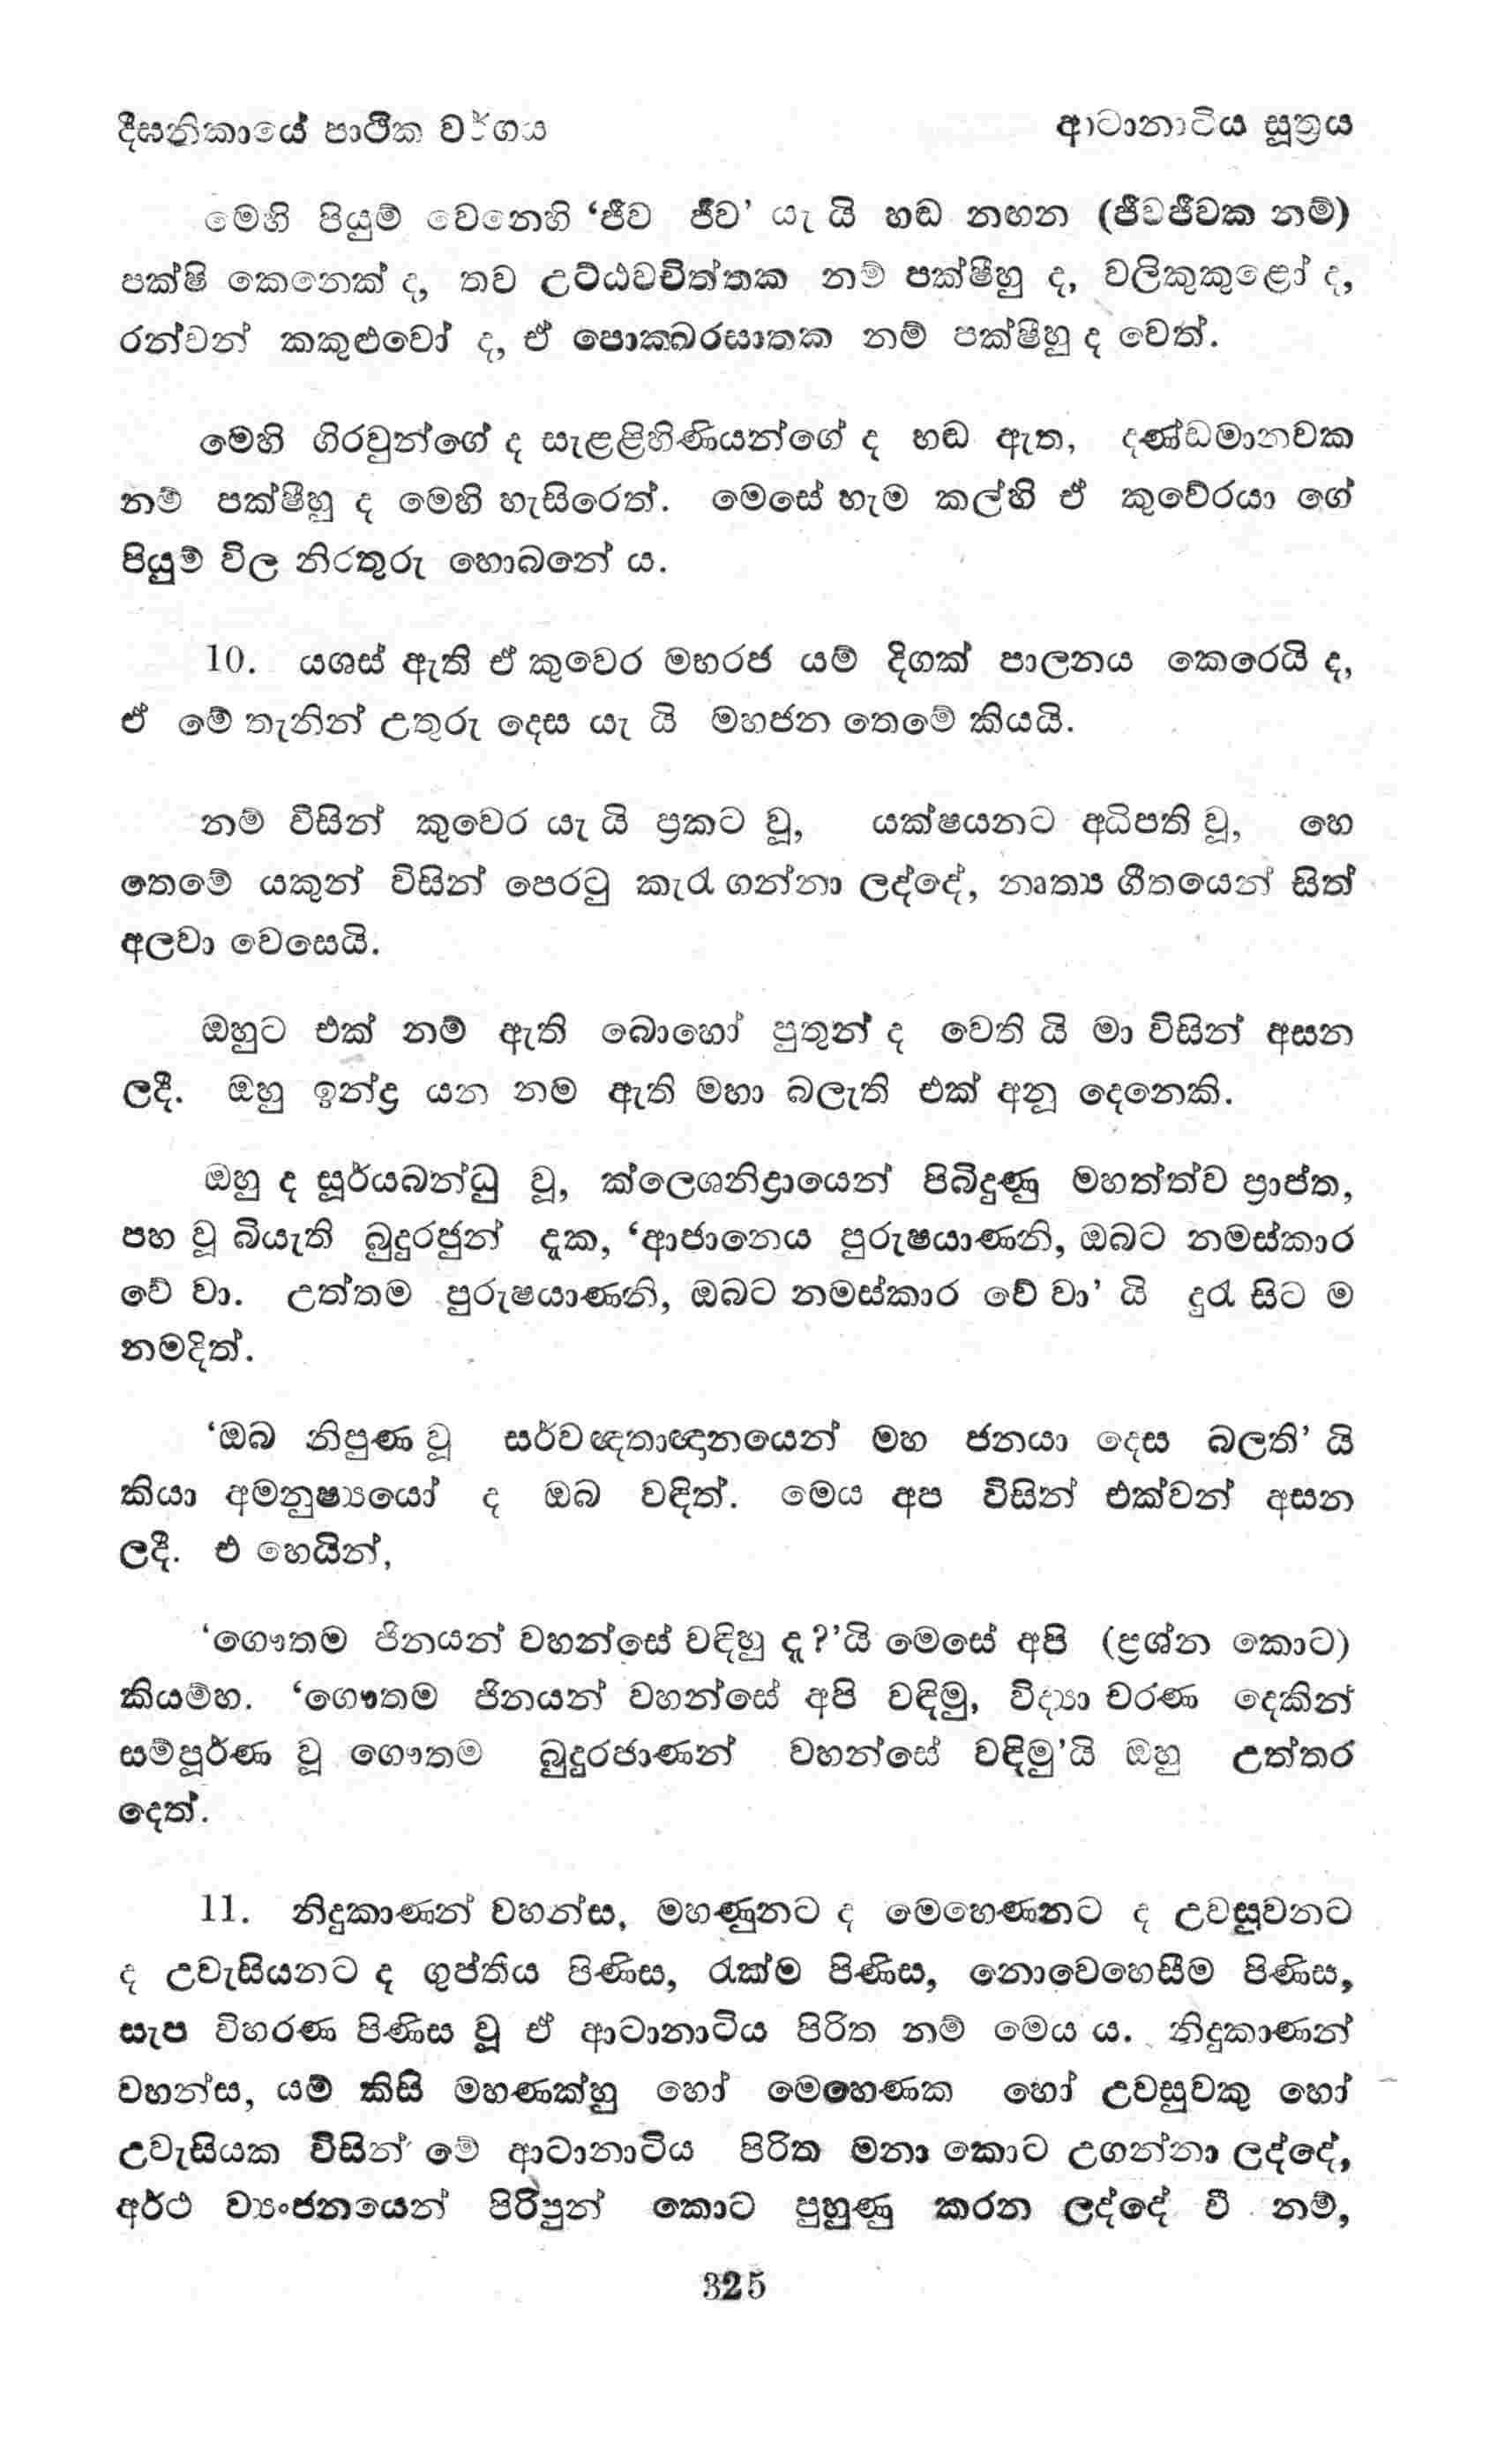 දීඝනිකායේ පාථික වර්ගය
ආටානාටිය සූත්‍රය
මෙහි පියුම් වෙනෙහි ‘ජීව ජීව’ යැ යි හඬ නඟන (ජීවජීවක නම්)
පක්ෂි කෙනෙක් ද, තව උට්ඨවචිත්තක නම් පක්ෂීහු ද, වලිකුකුළෝ ද,
රන්වන් කකුළුවෝ ද, ඒ පොක්ඛරසාතක නම් පක්ෂීහු ද වෙත්.
මෙහි ගිරවුන්ගේ ද සැළළිහිණියන්ගේ ද හඬ ඇත, දණ්ඩමානවක
නම් පක්ෂීහු ද මෙහි හැසිරෙත්. මෙසේ හැම කල්හි ඒ කුවේරයා ගේ
පියුම් විල නිරතුරු හොබනේ ය.
10. යශස් ඇති ඒ කුවෙර මහරජ යම් දිගක් පාලනය කෙරෙයි ද,
ඒ මේ තැනින් උතුරු දෙස යැ යි මහජන තෙමේ කියයි.
නම් විසින් කුවෙර යැ යි ප්‍රකට වූ, යක්ෂයනට අධිපති වූ, හෙ
තෙමේ යකුන් විසින් පෙරටු කැරැ ගන්නා ලද්දේ, නෘත්‍ය ගීතයෙන් සිත්
අලවා වෙසෙයි.
ඔහුට එක් නම් ඇති බොහෝ පුතුන් ද වෙති යි මා විසින් අසන
ලදී. ඔහු ඉන්ද්‍ර යන නම ඇති මහා බලැති එක් අනූ දෙනෙකි.
ඔහු ද සූර්යබන්ධු වූ, ක්ලෙශනිද්‍රායෙන් පිබිදුණු මහත්ත්ව ප්‍රාප්ත,
පහ වූ බියැති බුදුරජුන් දැක, ‘ආජානෙය පුරුෂයාණනි, ඔබට නමස්කාර
වේ වා. උත්තම පුරුෂයාණනි, ඔබට නමස්කාර වේ වා’ යි දුරැ සිට ම
නමදිත්.
‘ඔබ නිපුණ වූ සර්වඥතාඥානයෙන් මහ ජනයා දෙස බලති’ යි
කියා අමනුෂ්‍යයෝ ද ඔබ වඳිත්. මෙය අප විසින් එක්වන් අසන
ලදී. එ හෙයින්,
‘ගෞතම ජිනයන් වහන්සේ වඳිහු ද?’යි මෙසේ අපි (ප්‍රශ්න කොට)
කියම්හ. ‘ගෞතම ජිනයන් වහන්සේ අපි වඳිමු, විද්‍යා චරණ දෙකින්
සම්පූර්ණ වූ ගෞතම බුදුරජාණන් වහන්සේ වඳිමු’යි ඔහු උත්තර
දෙත්.
11. නිදුකාණන් වහන්ස, මහණුනට ද මෙහෙණනට ද උවසුවනට
ද උවැසියනට ද ගුප්තිය පිණිස, රැක්ම පිණිස, නොවෙහෙසීම පිණිස,
සැප විහරණ පිණිස වූ ඒ ආටානාටිය පිරිත නම් මෙය ය. නිදුකාණන්
වහන්ස, යම් කිසි මහණක්හු හෝ මෙහෙණක හෝ උවසුවකු හෝ
උවැසියක විසින් මේ ආටානාටිය පිරිත මනා කොට උගන්නා ලද්දේ,
අර්ථ ව්‍යංජනයෙන් පිරිපුන් කොට පුහුණු කරන ලද්දේ වී නම්,
325